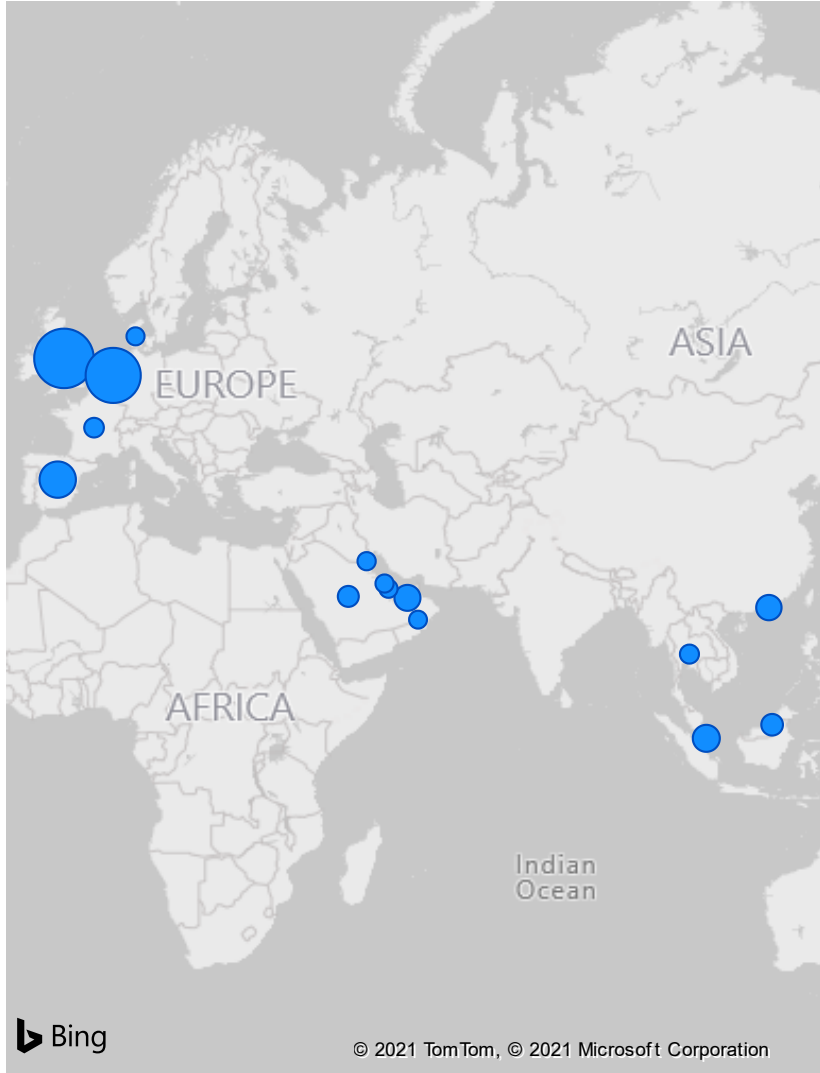 ASIA
EUROPE
AFRICA
Indian
Ocean
Bing
© 2021 TomTom, © 2021 Microsoft Corporation